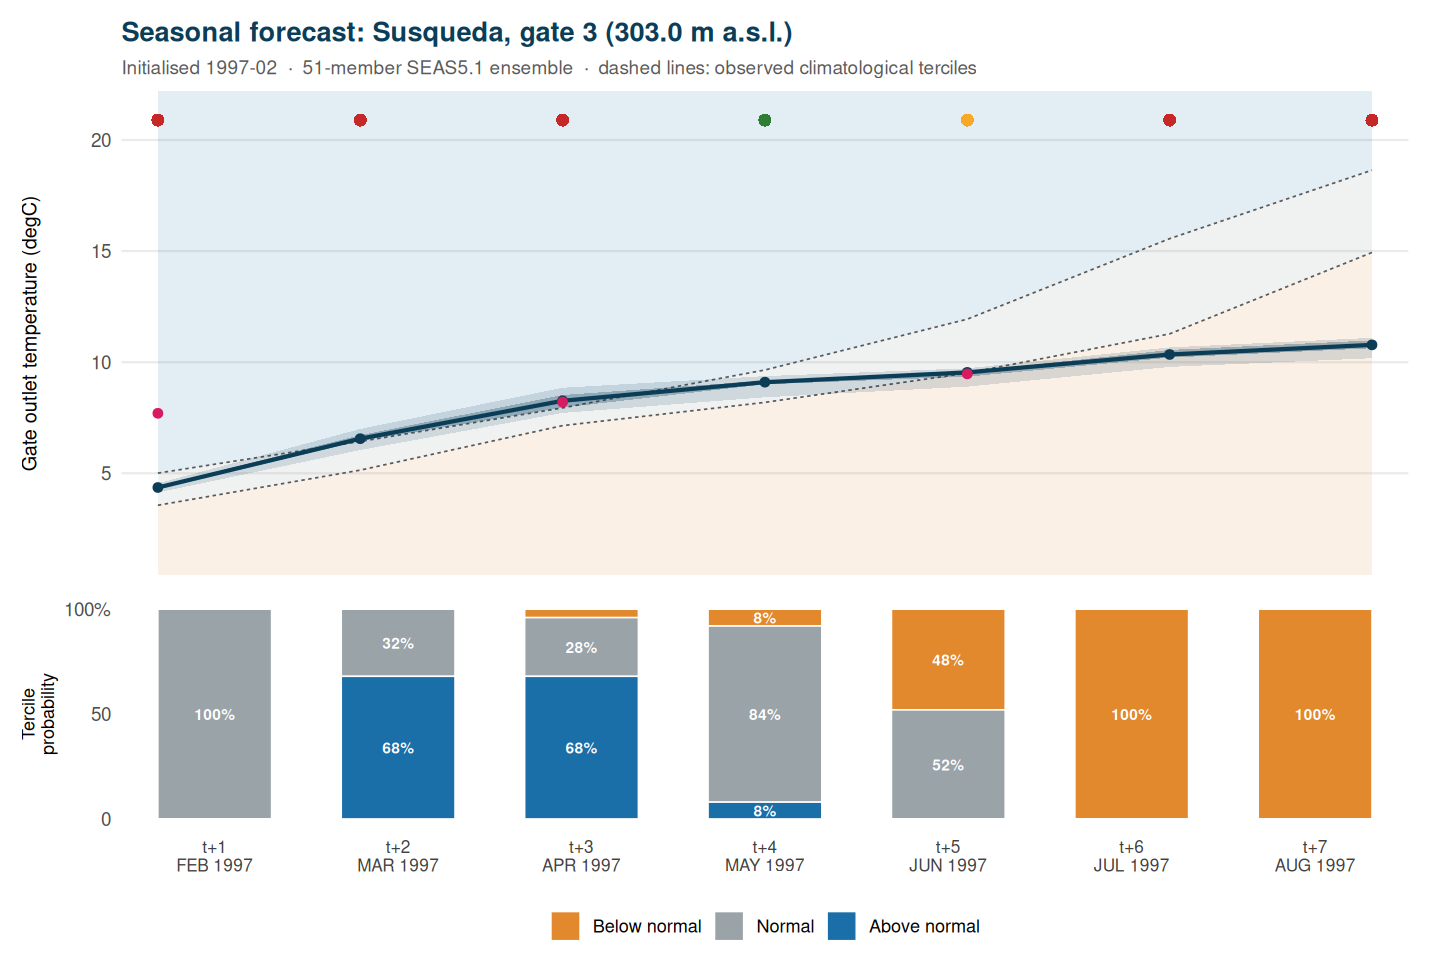 Seasonal forecast: Susqueda, gate 3 (303.0 m a.s.l.)
Initialised 1997-02 · 51-member SEAS5.1 ensemble · dashed lines: observed climatological terciles
Gate outlet temperature (degC)
20
15
10
5
Tercile
probability
100%
50
0
100%
32%
68%
28%
68%
8%
84%
8%
48%
52%
100%
100%
t+1
FEB 1997
t+2
MAR 1997
t+3
APR 1997
t+4
MAY 1997
t+5
JUN 1997
t+6
JUL 1997
t+7
AUG 1997
Below normal
Normal
Above normal